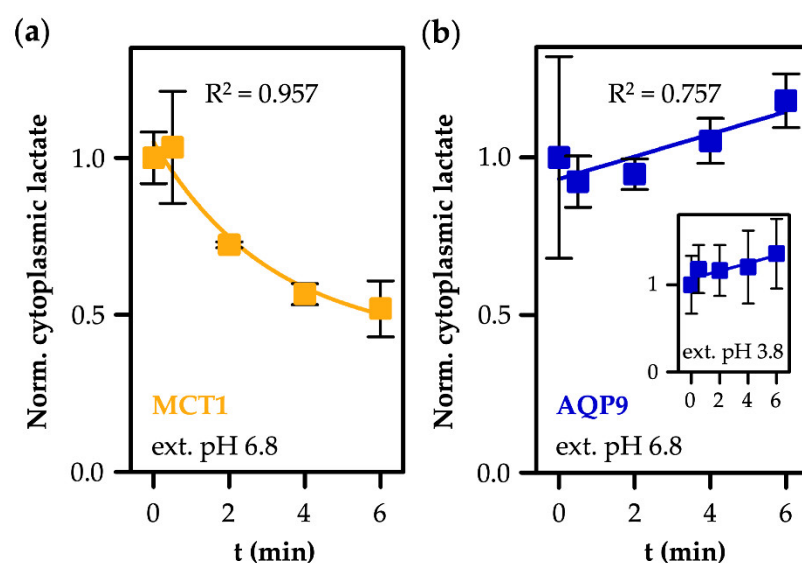 (a)
Norm. cytoplasmic lactate
1.0
0.5
0.0
R² = 0.957
MCT1
ext. pH 6.8
0 2 4 6
t (min)
(b)
Norm. cytoplasmic lactate
1.0
0.5
0.0
R² = 0.757
1
0
ext. pH 3.8
0 2 4 6
AQP9
ext. pH 6.8
0 2 4 6
t (min)